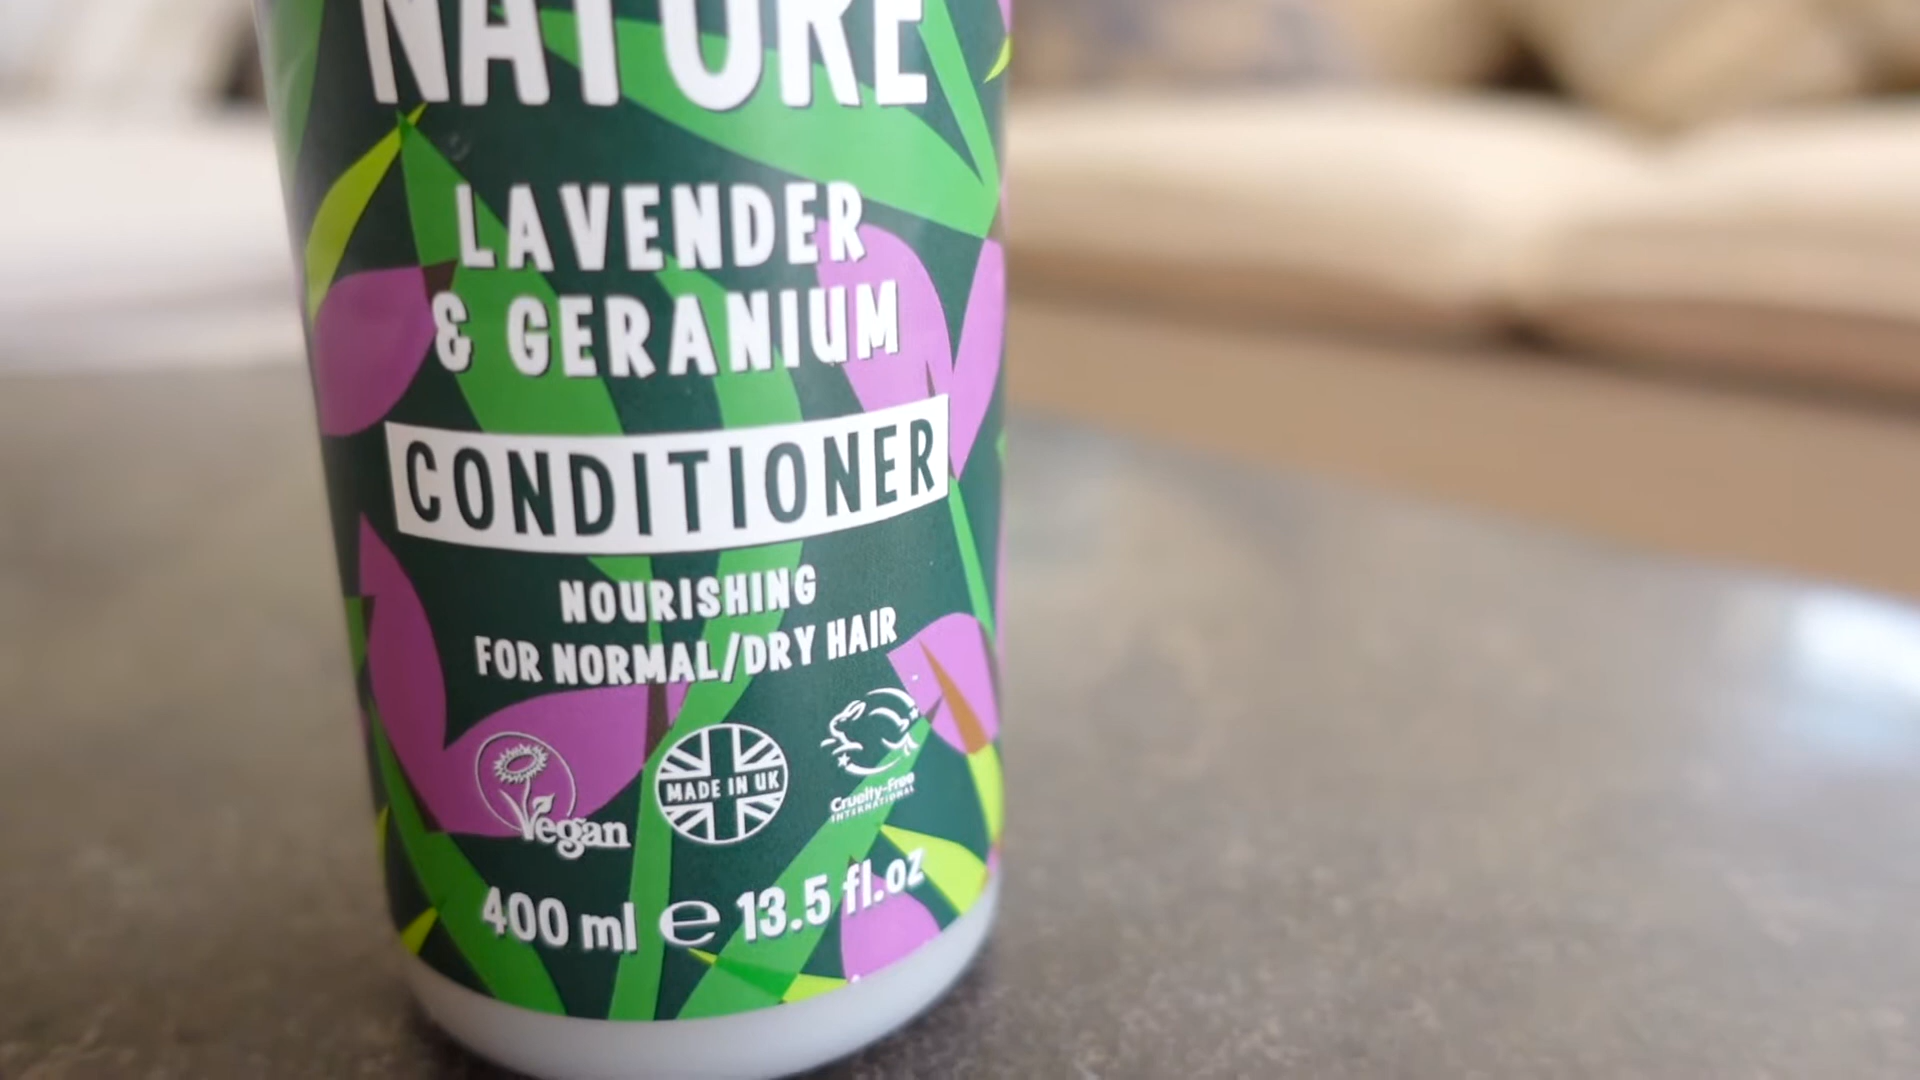 NATURE
LAVENDER
& GERANIUM
CONDITIONER
NOURISHING
FOR NORMAL/DRY HAIR
Vegan
MADE IN UK
Cruelty-Free
INTERNATIONAL
400 ml e 13.5 fl.oz